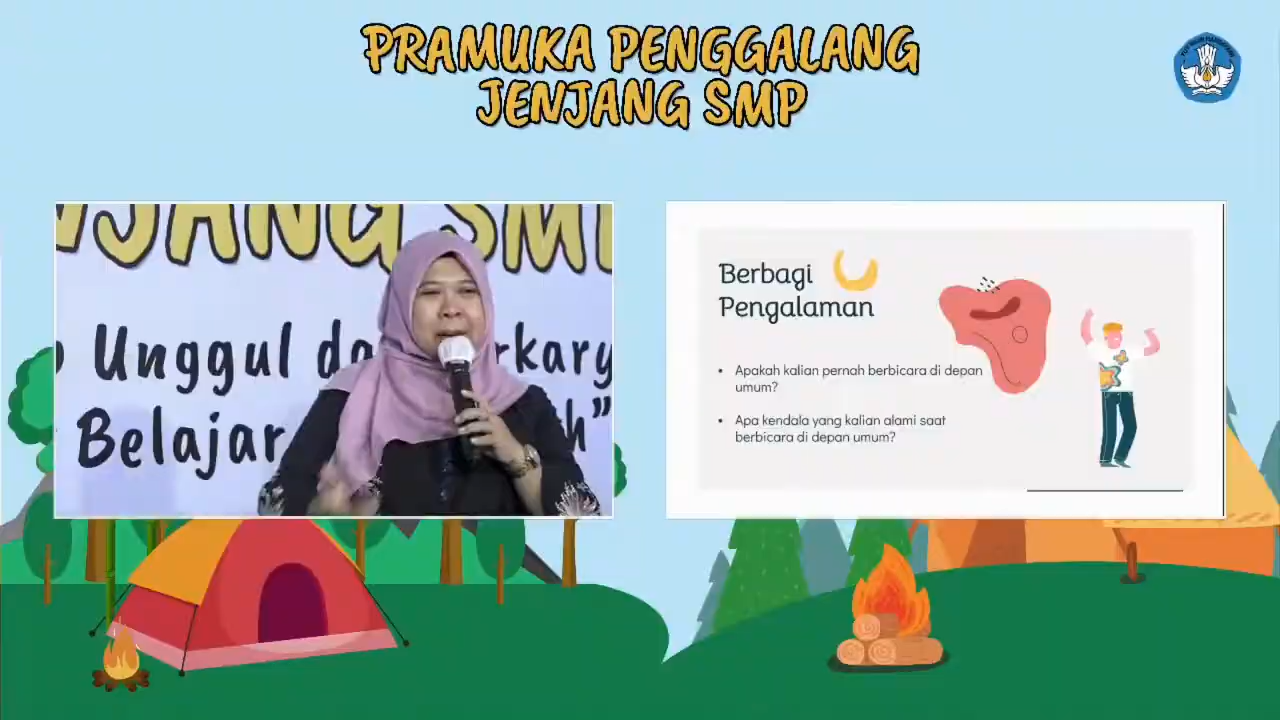 PRAMUKA PENGGALANG
JENJANG SMP
SMP
Unggul
Belajar
Berbagi
Pengalaman
• Apakah kalian pernah berbicara di depan
umum?
• Apa kendala yang kalian alami saat
berbicara di depan umum?